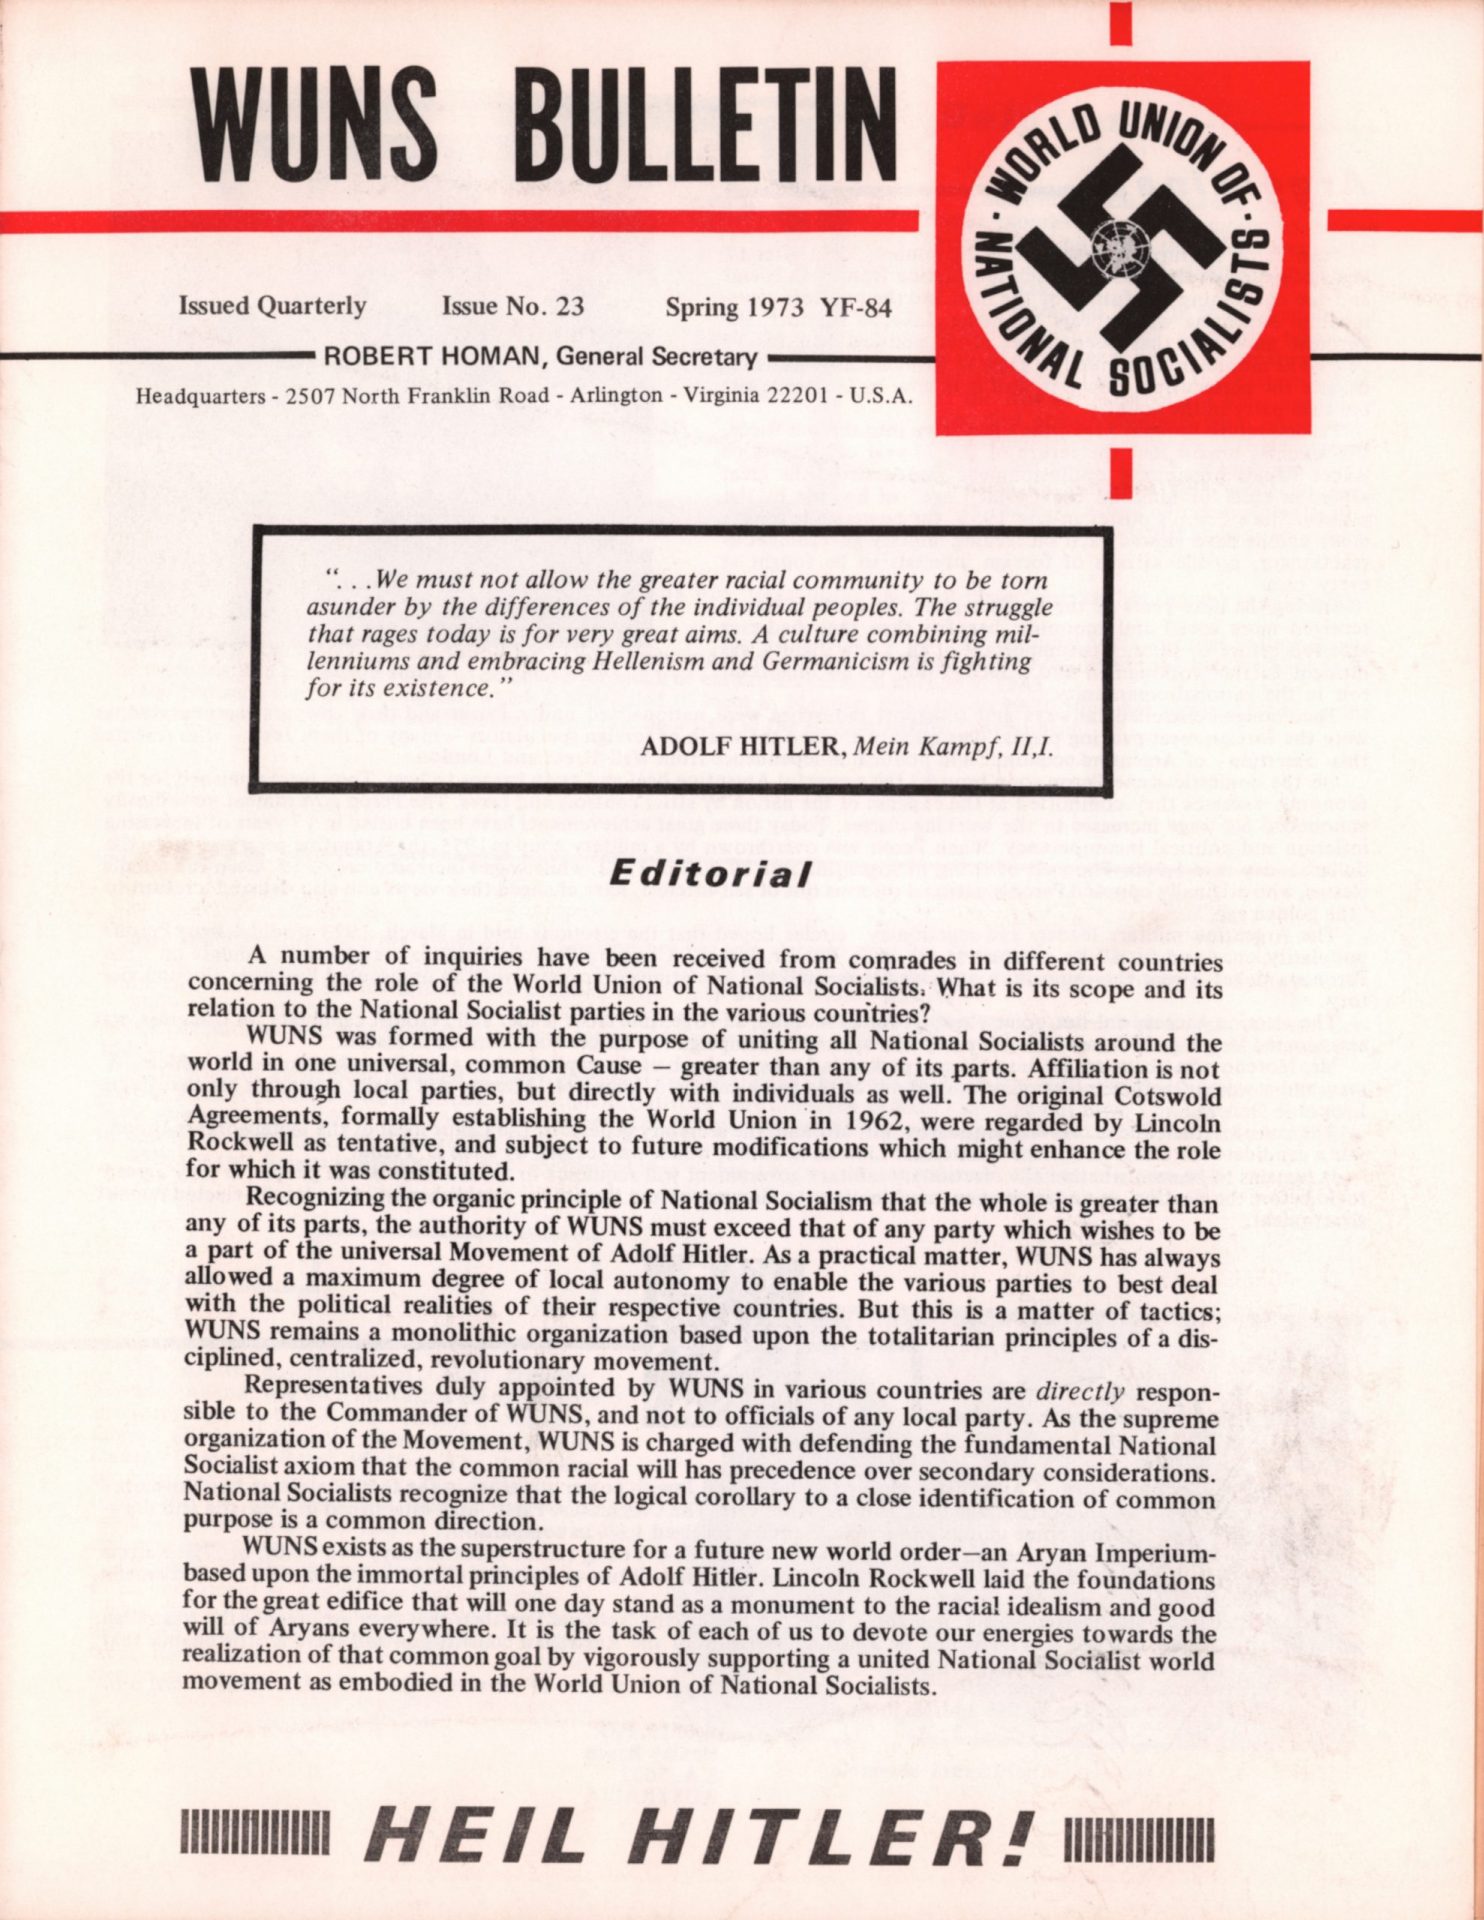 WUNS BULLETIN
WORLD UNION OF
NATIONAL SOCIALISTS
Issued Quarterly Issue No. 23 Spring 1973 YF-84
ROBERT HOMAN, General Secretary
Headquarters - 2507 North Franklin Road - Arlington - Virginia 22201 - U.S.A.
“. . .We must not allow the greater racial community to be torn
asunder by the differences of the individual peoples. The struggle
that rages today is for very great aims. A culture combining mil-
lenniums and embracing Hellenism and Germanicism is fighting
for its existence.”
ADOLF HITLER, Mein Kampf, II,I.
Editorial
A number of inquiries have been received from comrades in different countries
concerning the role of the World Union of National Socialists. What is its scope and its
relation to the National Socialist parties in the various countries?
WUNS was formed with the purpose of uniting all National Socialists around the
world in one universal, common Cause — greater than any of its parts. Affiliation is not
only through local parties, but directly with individuals as well. The original Cotswold
Agreements, formally establishing the World Union in 1962, were regarded by Lincoln
Rockwell as tentative, and subject to future modifications which might enhance the role
for which it was constituted.
Recognizing the organic principle of National Socialism that the whole is greater than
any of its parts, the authority of WUNS must exceed that of any party which wishes to be
a part of the universal Movement of Adolf Hitler. As a practical matter, WUNS has always
allowed a maximum degree of local autonomy to enable the various parties to best deal
with the political realities of their respective countries. But this is a matter of tactics;
WUNS remains a monolithic organization based upon the totalitarian principles of a dis-
ciplined, centralized, revolutionary movement.
Representatives duly appointed by WUNS in various countries are directly respon-
sible to the Commander of WUNS, and not to officials of any local party. As the supreme
organization of the Movement, WUNS is charged with defending the fundamental National
Socialist axiom that the common racial will has precedence over secondary considerations.
National Socialists recognize that the logical corollary to a close identification of common
purpose is a common direction.
WUNS exists as the superstructure for a future new world order—an Aryan Imperium-
based upon the immortal principles of Adolf Hitler. Lincoln Rockwell laid the foundations
for the great edifice that will one day stand as a monument to the racial idealism and good
will of Aryans everywhere. It is the task of each of us to devote our energies towards the
realization of that common goal by vigorously supporting a united National Socialist world
movement as embodied in the World Union of National Socialists.
HEIL HITLER!